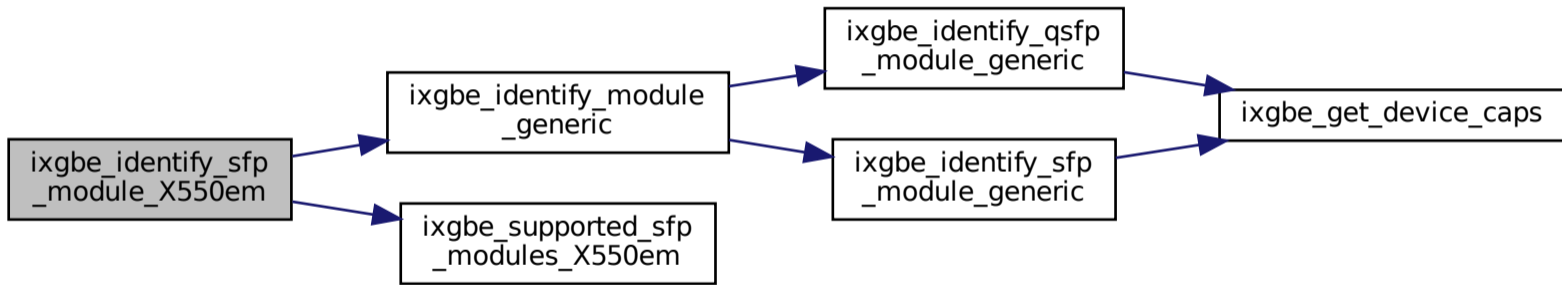 ixgbe_identify_sfp
_module_X550em
ixgbe_identify_module
_generic
ixgbe_supported_sfp
_modules_X550em
ixgbe_identify_qsfp
_module_generic
ixgbe_identify_sfp
_module_generic
ixgbe_get_device_caps